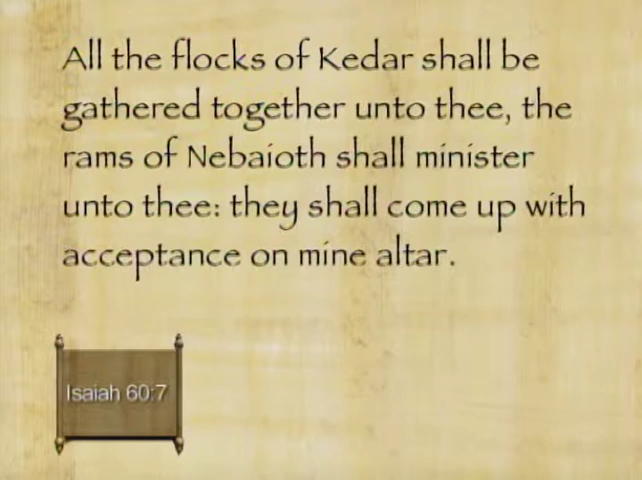 All the flocks of Kedar shall be
gathered together unto thee, the
rams of Nebaioth shall minister
unto thee: they shall come up with
acceptance on mine altar.
Isaiah 60:7